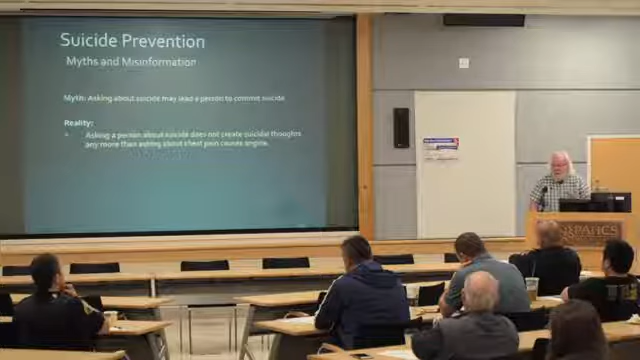 Suicide Prevention
Myths and Misinformation
Myth: Asking about suicide may lead a person to commit suicide
Reality:
Asking a person about suicide does not create suicidal thoughts
any more than asking about chest pain causes angina.